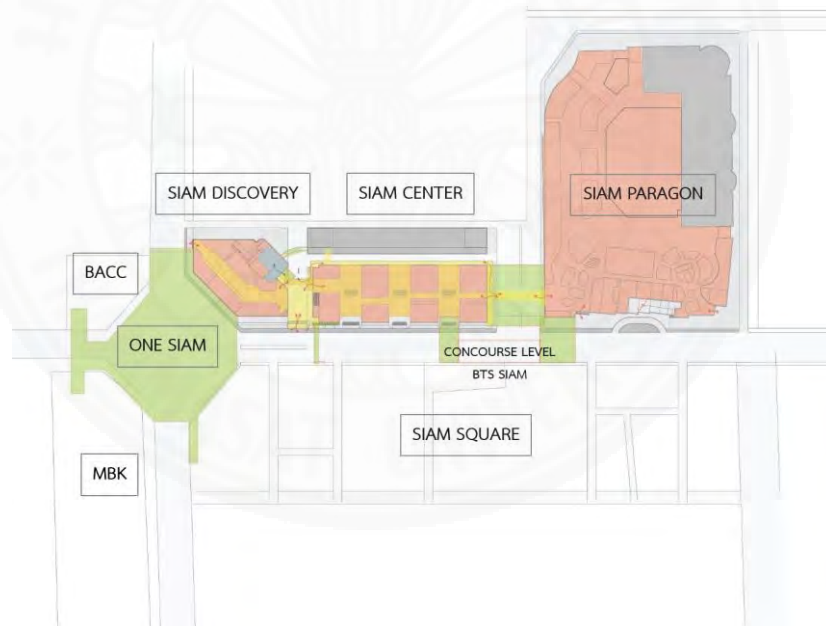 SIAM DISCOVERY
SIAM CENTER
SIAM PARAGON
BACC
ONE SIAM
CONCOURSE LEVEL
BTS SIAM
SIAM SQUARE
MBK